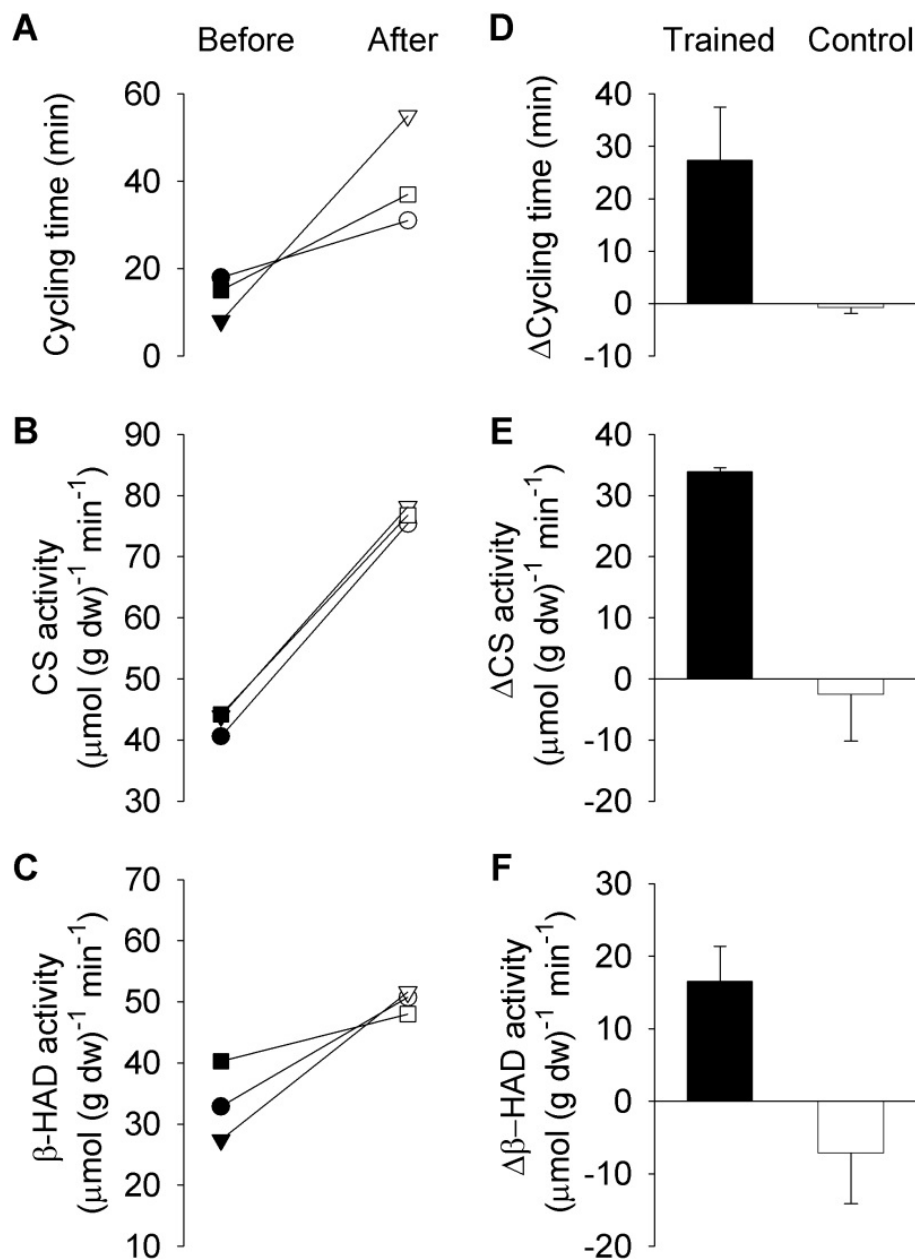 A
Before
After
Cycling time (min)
60
40
20
0
D
Trained
Control
ΔCycling time (min)
40
30
20
10
0
-10
B
CS activity
(μmol (g dw)⁻¹ min⁻¹)
90
80
70
60
50
40
30
E
ΔCS activity
(μmol (g dw)⁻¹ min⁻¹)
40
30
20
10
0
-10
-20
C
β-HAD activity
(μmol (g dw)⁻¹ min⁻¹)
70
60
50
40
30
20
10
F
Δβ–HAD activity
(μmol (g dw)⁻¹ min⁻¹)
30
20
10
0
-10
-20